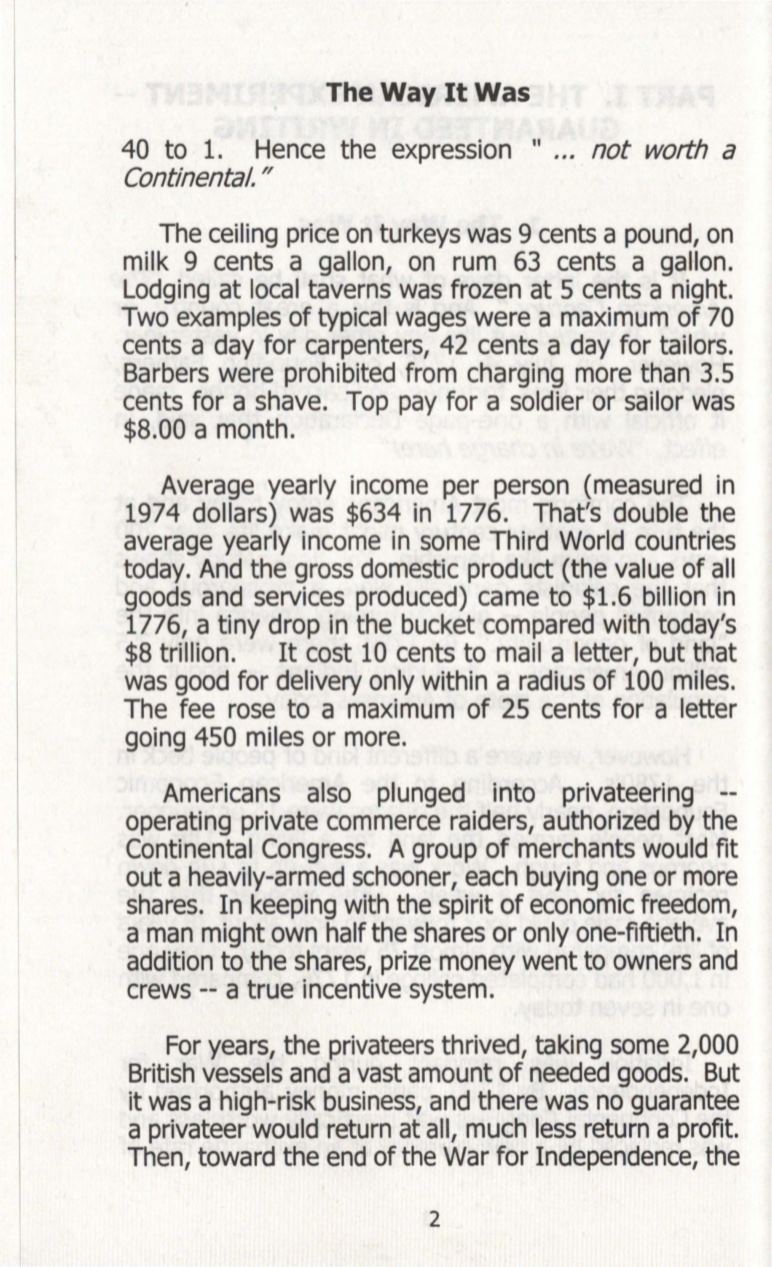 The Way It Was
40 to 1. Hence the expression " ... not worth a
Continental."
The ceiling price on turkeys was 9 cents a pound, on
milk 9 cents a gallon, on rum 63 cents a gallon.
Lodging at local taverns was frozen at 5 cents a night.
Two examples of typical wages were a maximum of 70
cents a day for carpenters, 42 cents a day for tailors.
Barbers were prohibited from charging more than 3.5
cents for a shave. Top pay for a soldier or sailor was
$8.00 a month.
Average yearly income per person (measured in
1974 dollars) was $634 in 1776. That's double the
average yearly income in some Third World countries
today. And the gross domestic product (the value of all
goods and services produced) came to $1.6 billion in
1776, a tiny drop in the bucket compared with today's
$8 trillion. It cost 10 cents to mail a letter, but that
was good for delivery only within a radius of 100 miles.
The fee rose to a maximum of 25 cents for a letter
going 450 miles or more.
Americans also plunged into privateering --
operating private commerce raiders, authorized by the
Continental Congress. A group of merchants would fit
out a heavily-armed schooner, each buying one or more
shares. In keeping with the spirit of economic freedom,
a man might own half the shares or only one-fiftieth. In
addition to the shares, prize money went to owners and
crews -- a true incentive system.
For years, the privateers thrived, taking some 2,000
British vessels and a vast amount of needed goods. But
it was a high-risk business, and there was no guarantee
a privateer would return at all, much less return a profit.
Then, toward the end of the War for Independence, the
2